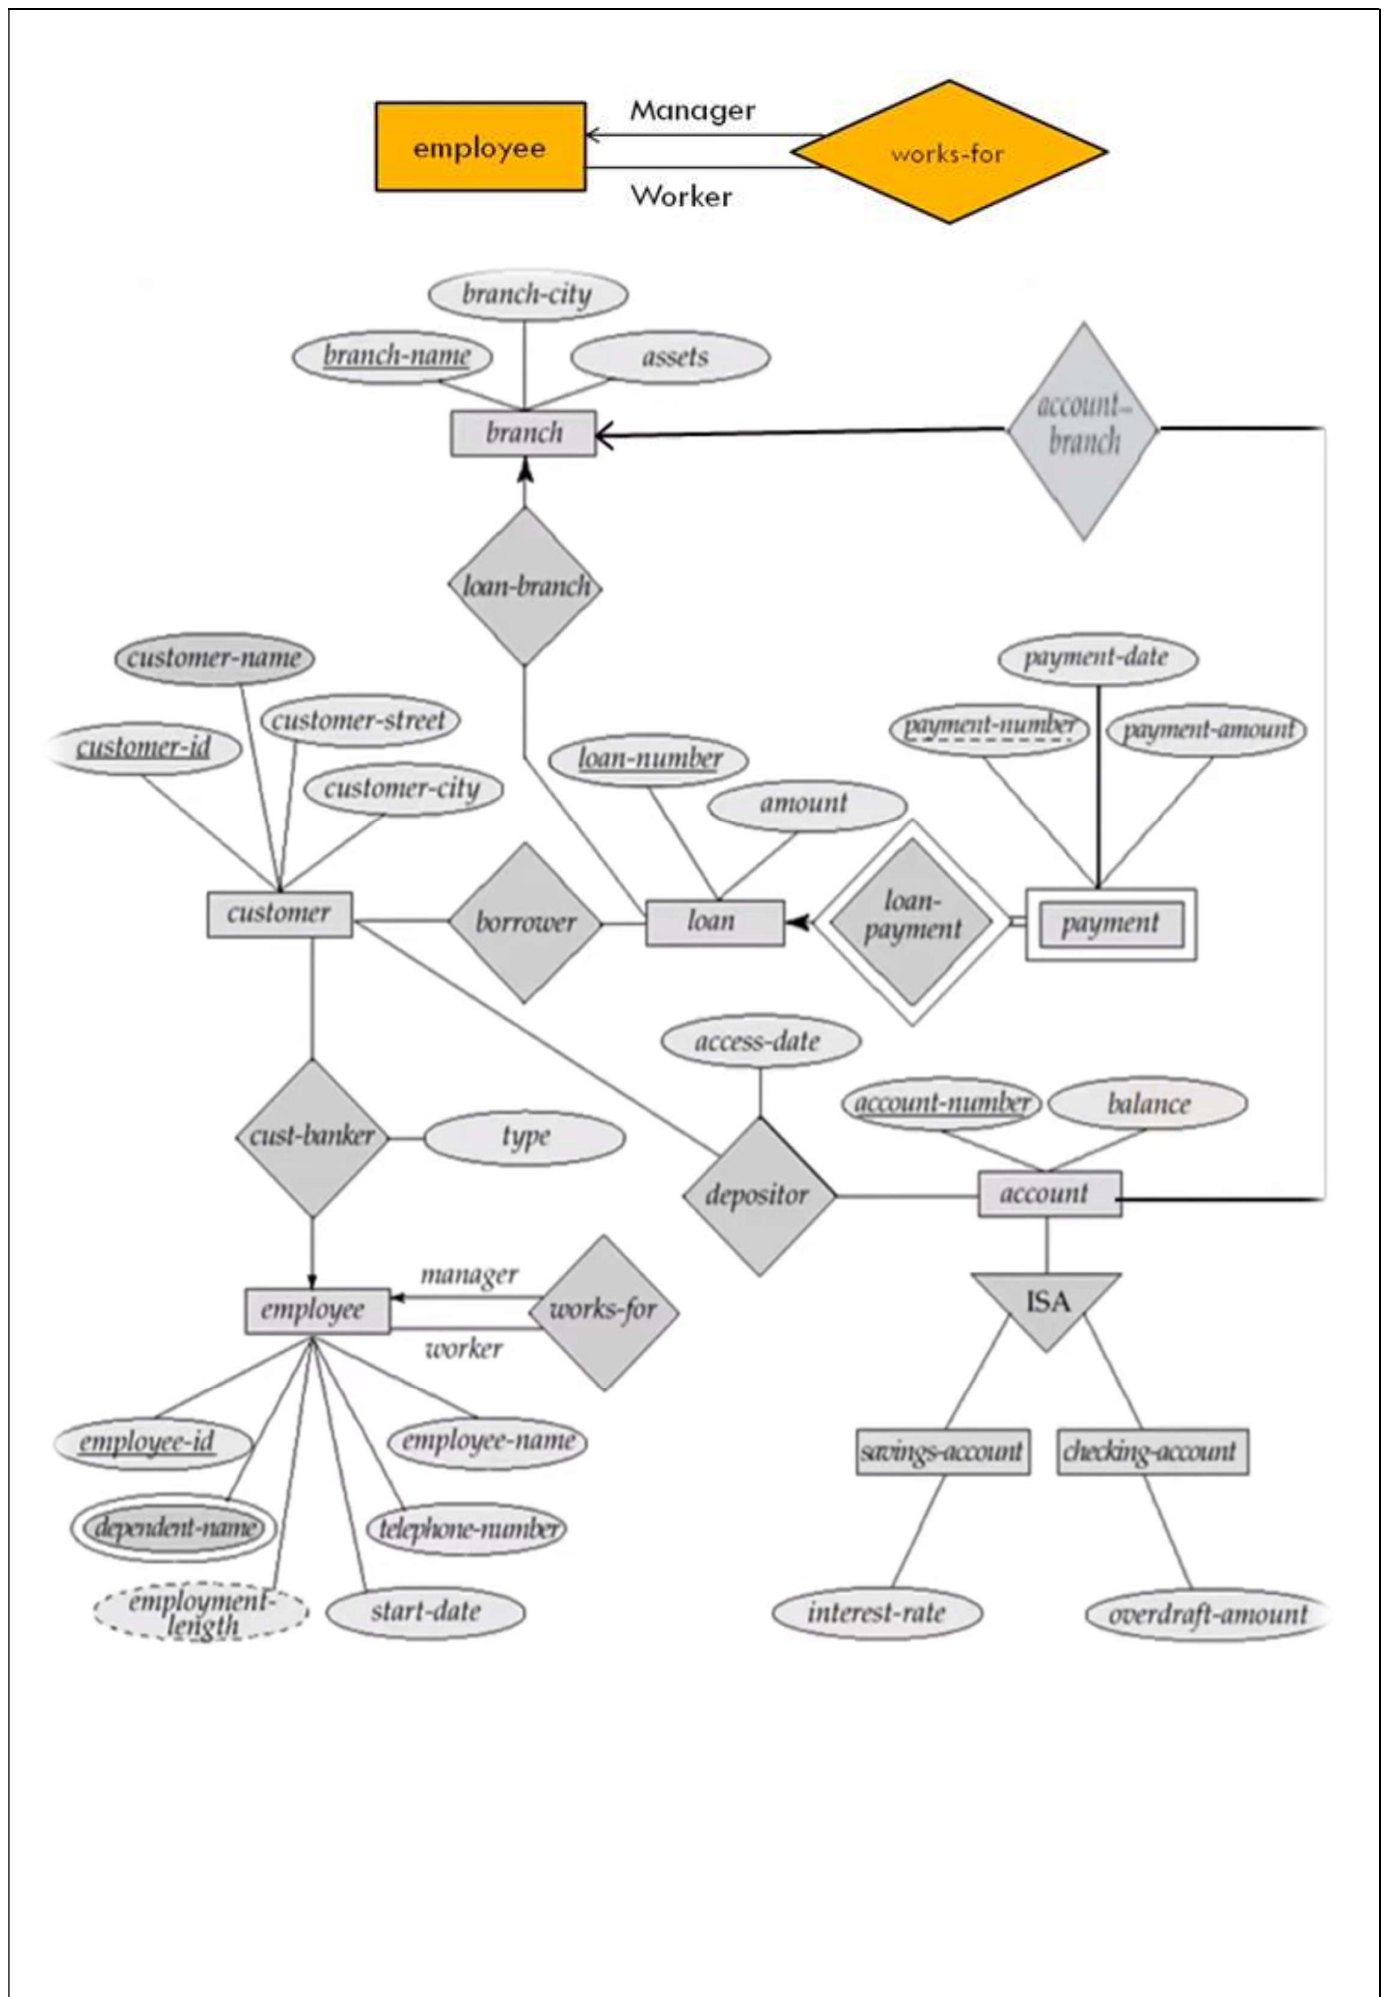 Manager
employee
works-for
Worker
branch-city
branch-name
assets
account-
branch
branch
loan-branch
customer-name
payment-date
customer-street
payment-number
payment-amount
customer-id
loan-number
customer-city
amount
customer
borrower
loan
loan-
payment
payment
access-date
account-number
balance
cust-banker
type
depositor
account
manager
employee
works-for
ISA
worker
employee-id
employee-name
savings-account
checking-account
dependent-name
telephone-number
employment-
length
start-date
interest-rate
overdraft-amount